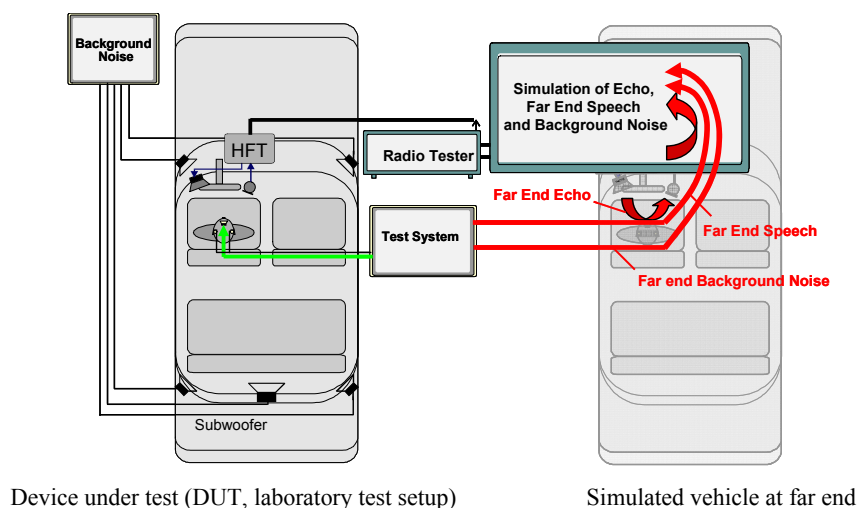 Background
Noise
Simulation of Echo,
Far End Speech
and Background Noise
HFT
Radio Tester
Far End Echo
Test System
Far End Speech
Far end Background Noise
Subwoofer
Device under test (DUT, laboratory test setup)
Simulated vehicle at far end